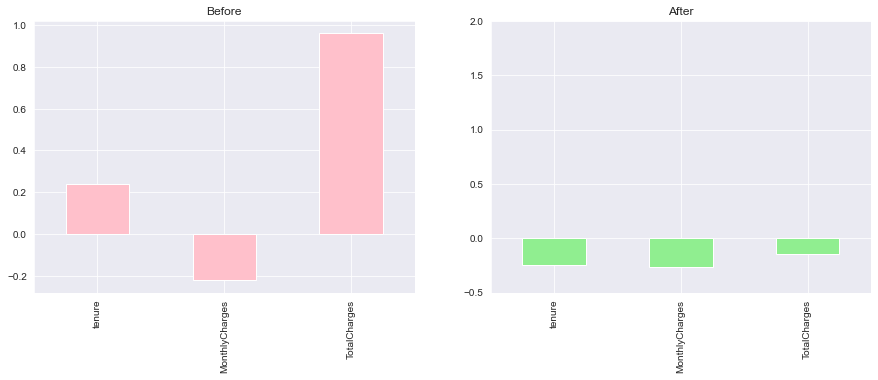 Before
1.0
0.8
0.6
0.4
0.2
0.0
−0.2
tenure
MonthlyCharges
TotalCharges
After
2.0
1.5
1.0
0.5
0.0
−0.5
tenure
MonthlyCharges
TotalCharges